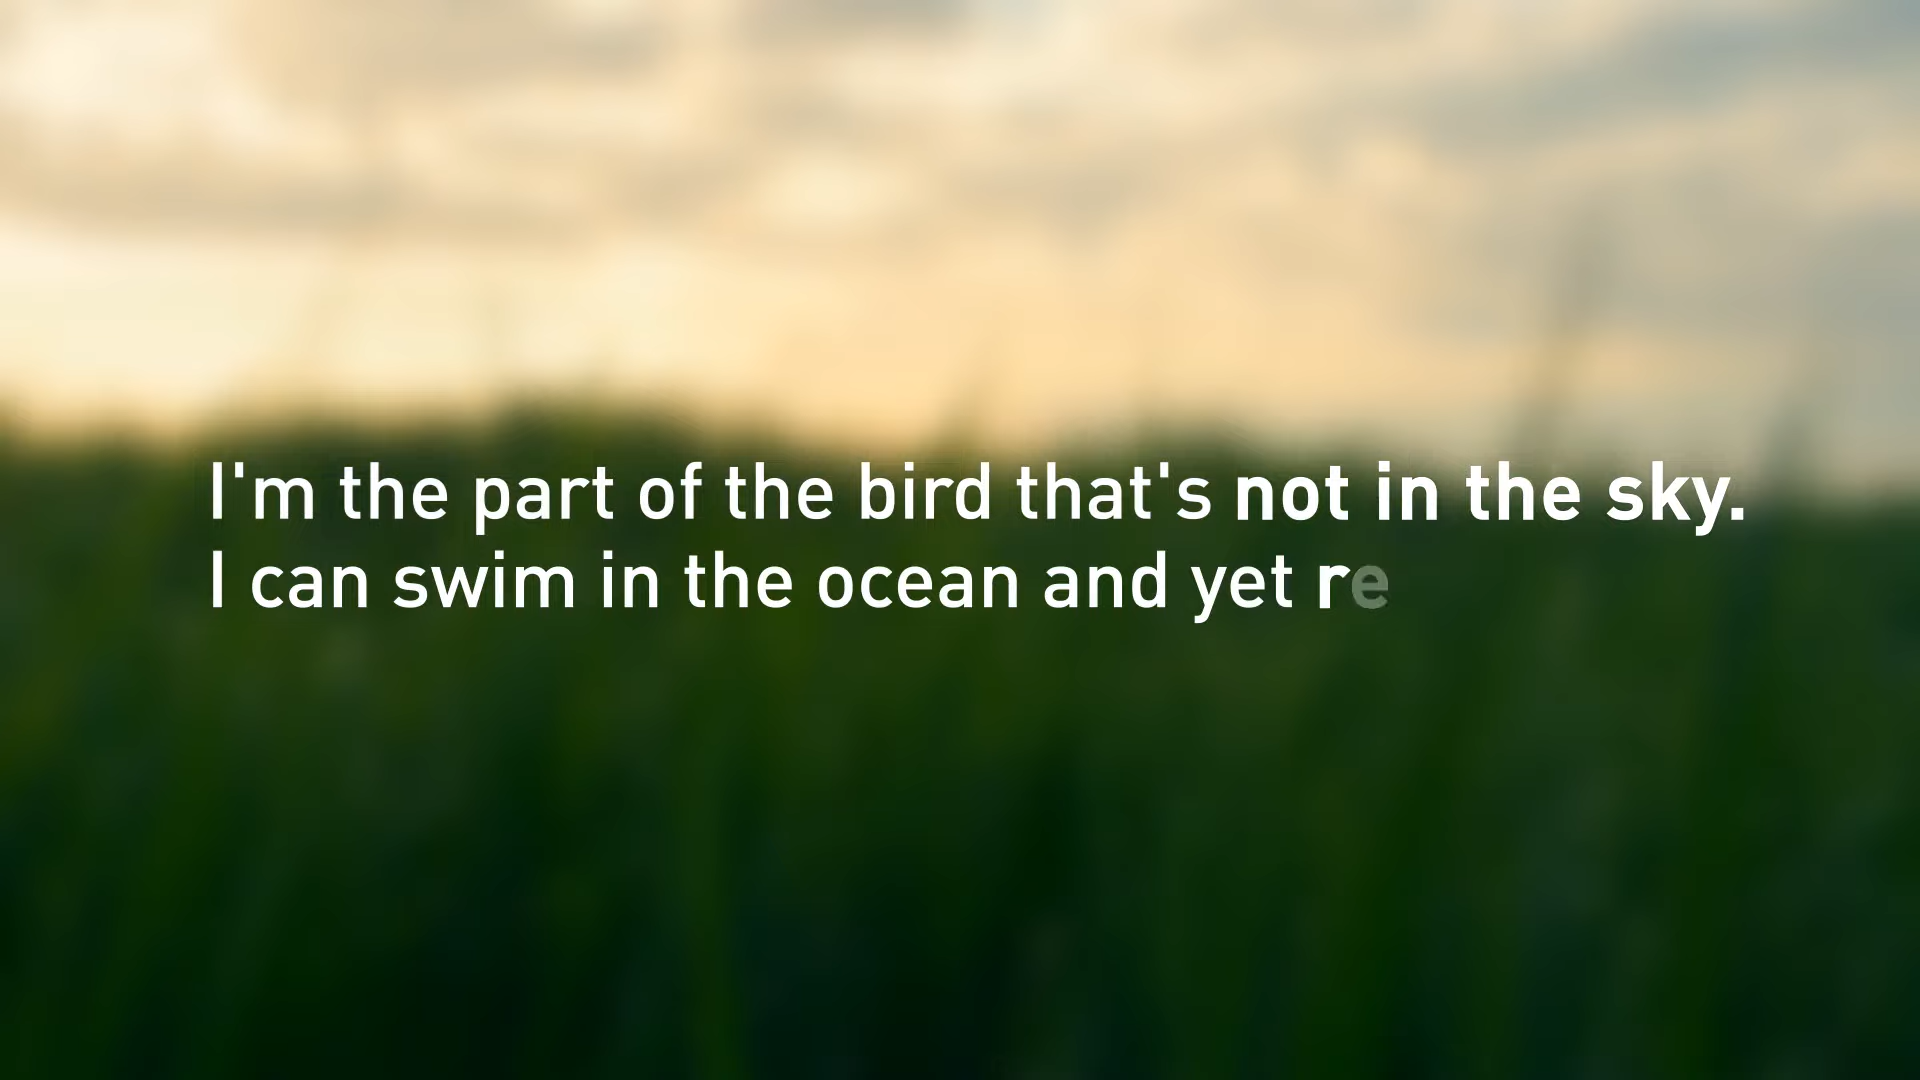 I'm the part of the bird that's not in the sky.
I can swim in the ocean and yet re